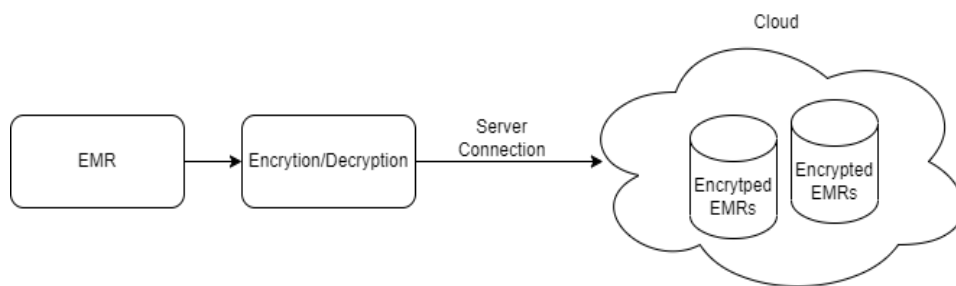 Cloud
EMR
Encrytion/Decryption
Server
Connection
Encrytped
EMRs
Encrypted
EMRs